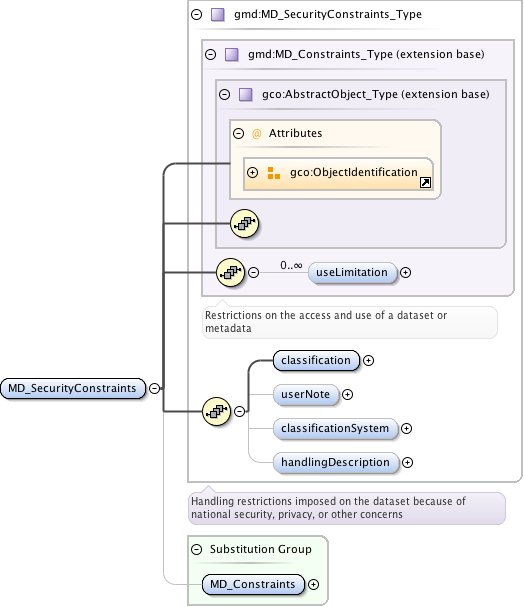 gmd:MD_SecurityConstraints_Type
gmd:MD_Constraints_Type (extension base)
gco:AbstractObject_Type (extension base)
@ Attributes
gco:ObjectIdentification
0..∞
useLimitation
Restrictions on the access and use of a dataset or
metadata
MD_SecurityConstraints
classification
userNote
classificationSystem
handlingDescription
Handling restrictions imposed on the dataset because of
national security, privacy, or other concerns
Substitution Group
MD_Constraints